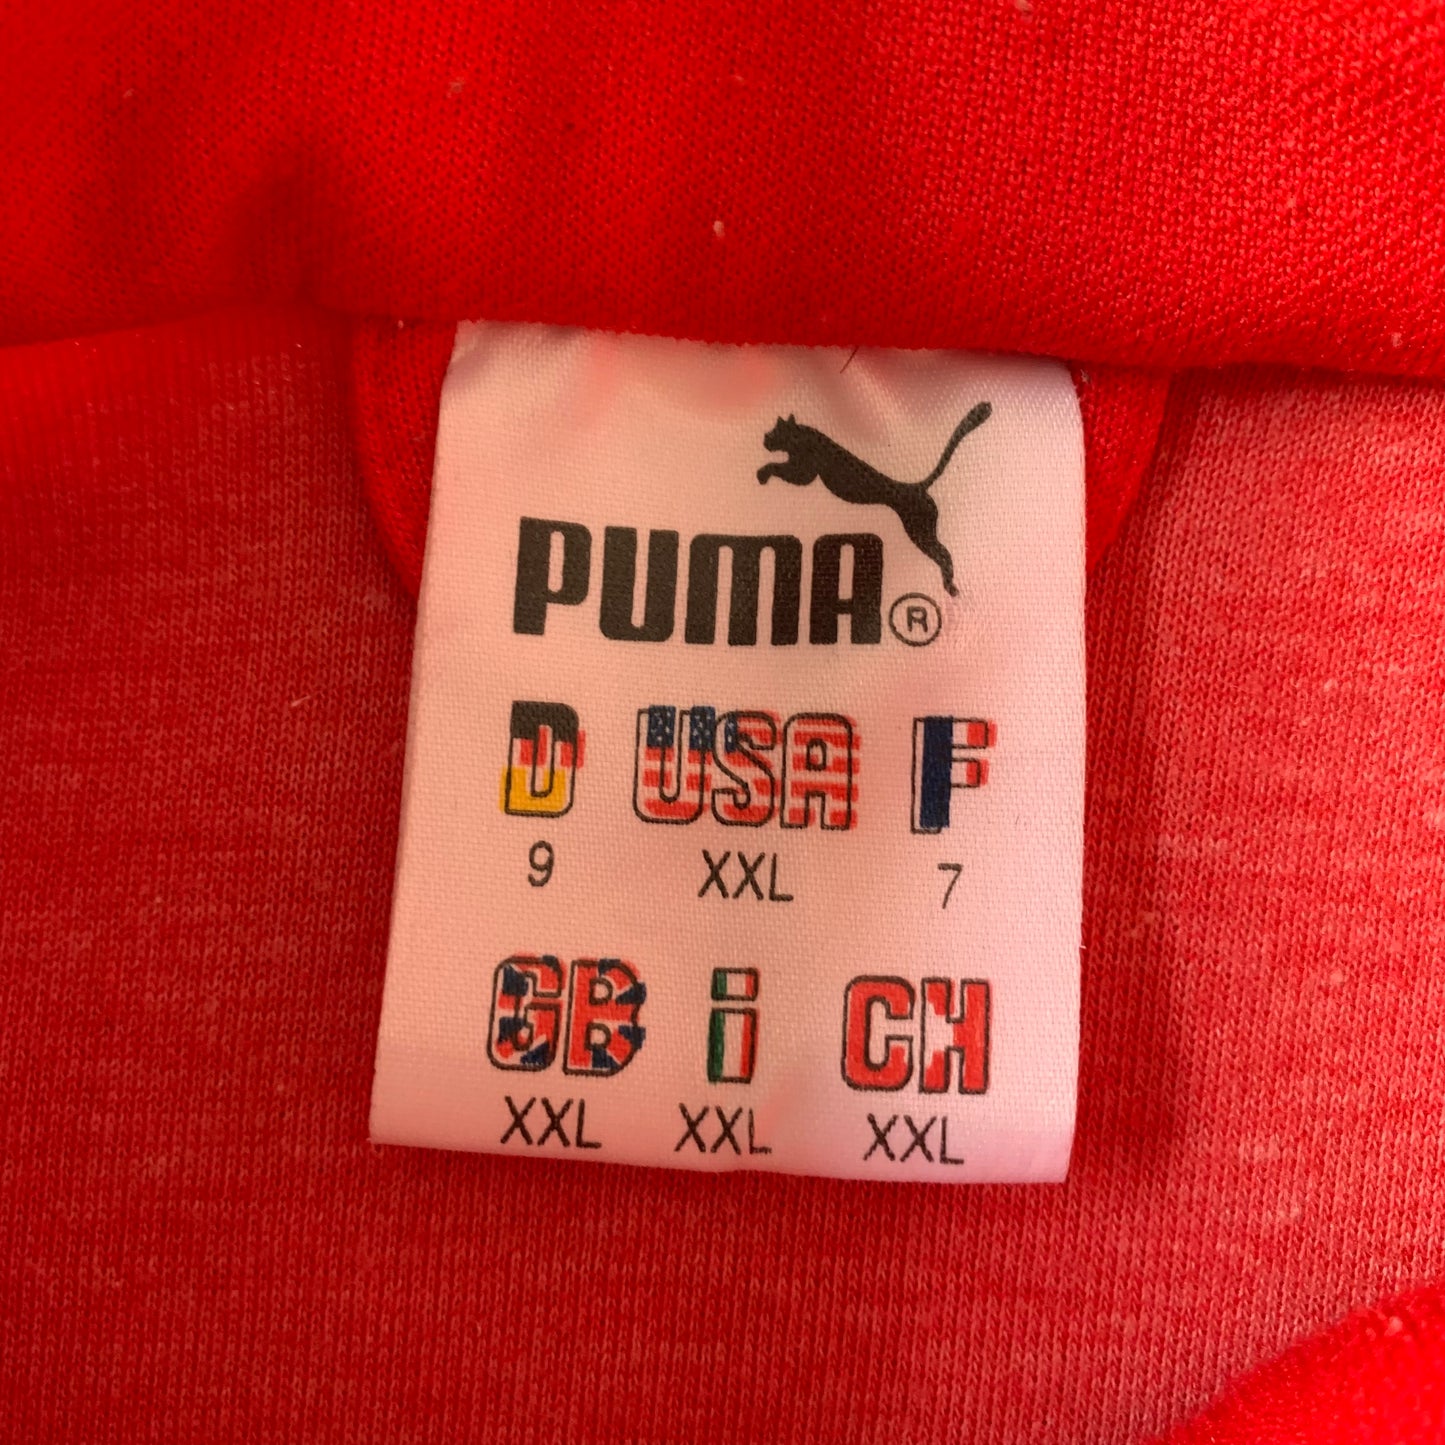 PUMA®
D USA F
9 XXL 7
GB i CH
XXL XXL XXL